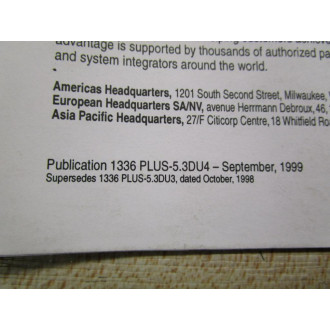 advantage is supported by thousands of authorized pa
and system integrators around the world.
Americas Headquarters, 1201 South Second Street, Milwaukee,
European Headquarters SA/NV, avenue Herrmann Debroux, 46,
Asia Pacific Headquarters, 27/F Citicorp Centre, 18 Whitfield Roa
Publication 1336 PLUS-5.3DU4 – September, 1999
Supersedes 1336 PLUS-5.3DU3, dated October, 1998